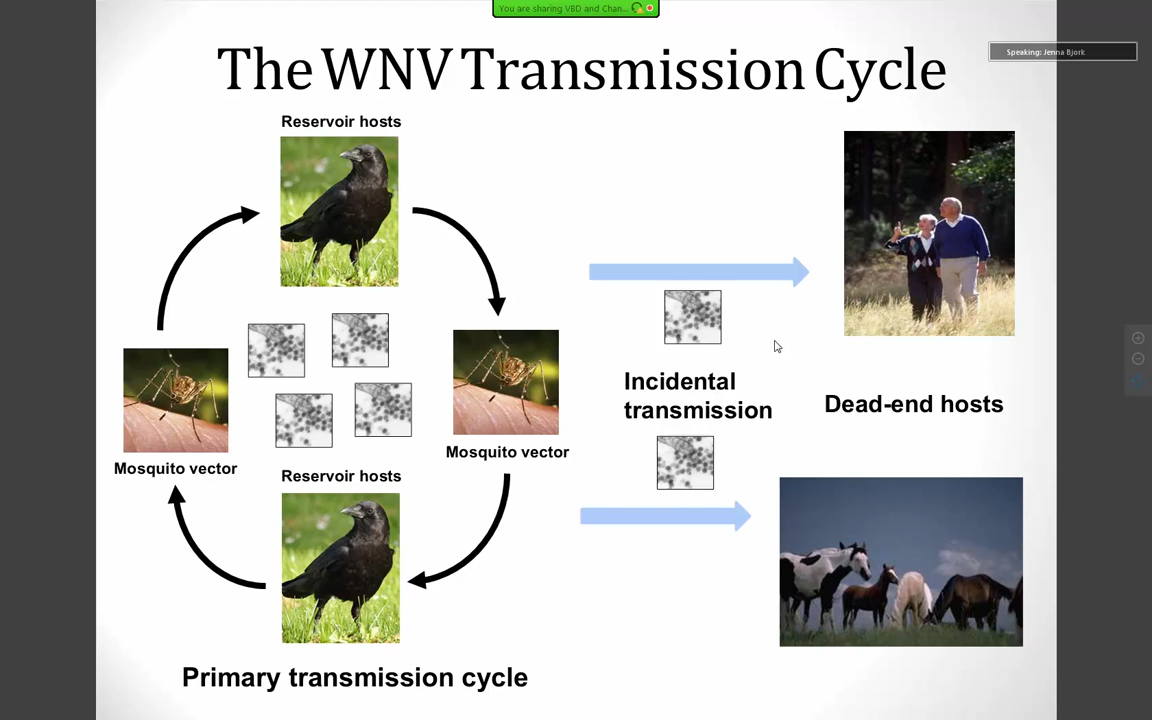 You are sharing VBD and Chan...
Speaking: Jenna Bjork
The WNV Transmission Cycle
Reservoir hosts
Mosquito vector
Mosquito vector
Reservoir hosts
Incidental
transmission
Dead-end hosts
Primary transmission cycle